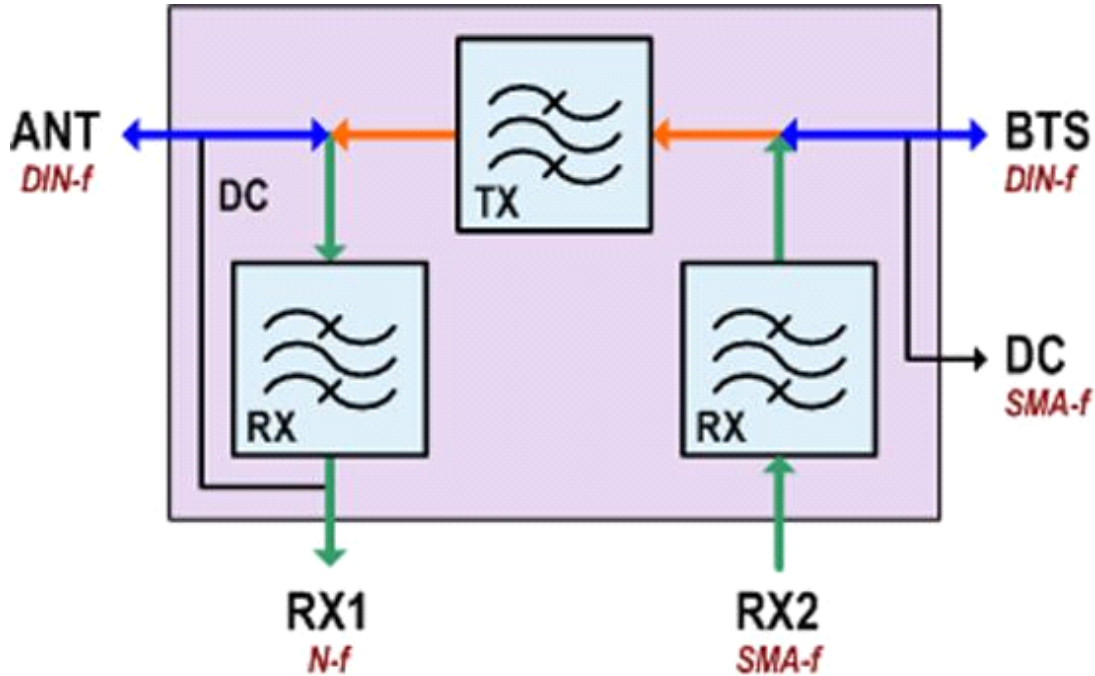 ANT
DIN-f
DC
TX
BTS
DIN-f
RX
RX
DC
SMA-f
RX1
N-f
RX2
SMA-f